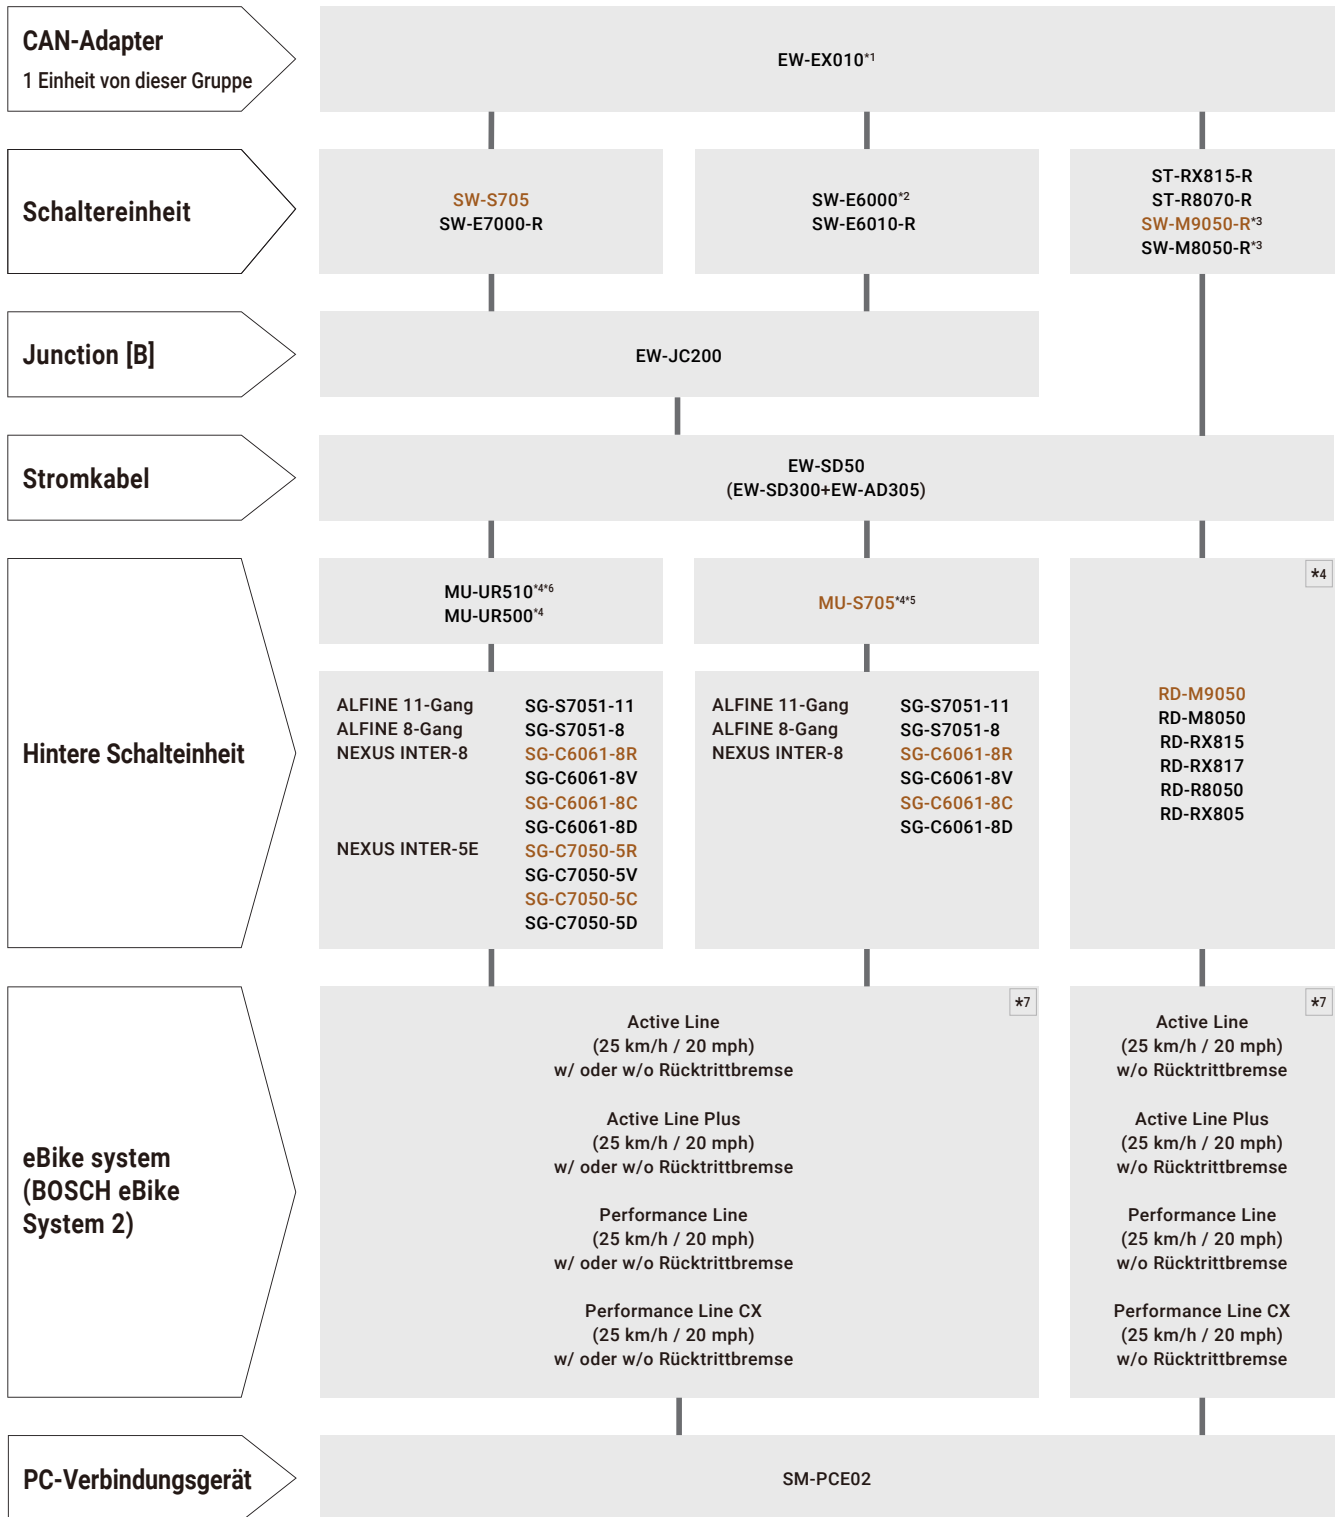 CAN-Adapter
1 Einheit von dieser Gruppe
EW-EX010*1
Schaltereinheit
SW-S705
SW-E7000-R
SW-E6000*2
SW-E6010-R
ST-RX815-R
ST-R8070-R
SW-M9050-R*3
SW-M8050-R*3
Junction [B]
EW-JC200
Stromkabel
EW-SD50
(EW-SD300+EW-AD305)
Hintere Schalteinheit
MU-UR510*4*6
MU-UR500*4
ALFINE 11-Gang SG-S7051-11
ALFINE 8-Gang SG-S7051-8
NEXUS INTER-8 SG-C6061-8R
SG-C6061-8V
SG-C6061-8C
SG-C6061-8D
NEXUS INTER-5E SG-C7050-5R
SG-C7050-5V
SG-C7050-5C
SG-C7050-5D
MU-S705*4*5
ALFINE 11-Gang SG-S7051-11
ALFINE 8-Gang SG-S7051-8
NEXUS INTER-8 SG-C6061-8R
SG-C6061-8V
SG-C6061-8C
SG-C6061-8D
*4
RD-M9050
RD-M8050
RD-RX815
RD-RX817
RD-R8050
RD-RX805
eBike system
(BOSCH eBike
System 2)
*7
Active Line
(25 km/h / 20 mph)
w/ oder w/o Rücktrittbremse
Active Line Plus
(25 km/h / 20 mph)
w/ oder w/o Rücktrittbremse
Performance Line
(25 km/h / 20 mph)
w/ oder w/o Rücktrittbremse
Performance Line CX
(25 km/h / 20 mph)
w/ oder w/o Rücktrittbremse
*7
Active Line
(25 km/h / 20 mph)
w/o Rücktrittbremse
Active Line Plus
(25 km/h / 20 mph)
w/o Rücktrittbremse
Performance Line
(25 km/h / 20 mph)
w/o Rücktrittbremse
Performance Line CX
(25 km/h / 20 mph)
w/o Rücktrittbremse
PC-Verbindungsgerät
SM-PCE02